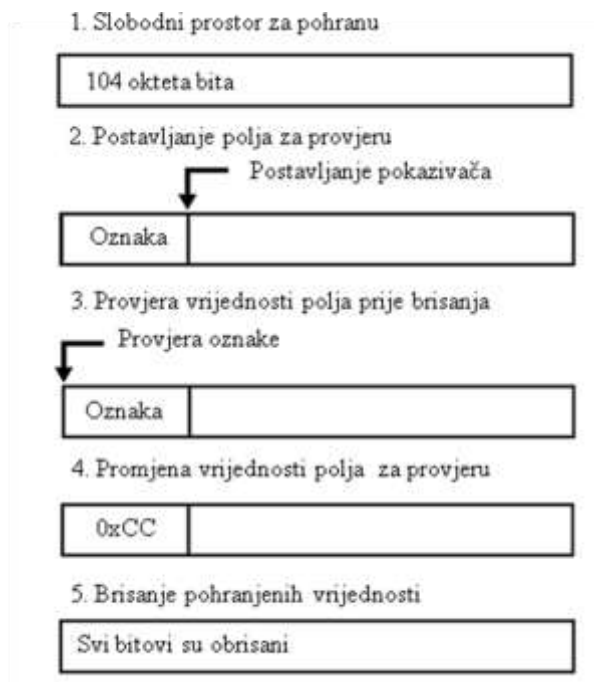 1. Slobodni prostor za pohranu
104 okteta bita
2. Postavljanje polja za provjeru
Postavljanje pokazivača
Oznaka
3. Provjera vrijednosti polja prije brisanja
Provjera oznake
Oznaka
4. Promjena vrijednosti polja za provjeru
0xCC
5. Brisanje pohranjenih vrijednosti
Svi bitovi su obrisani